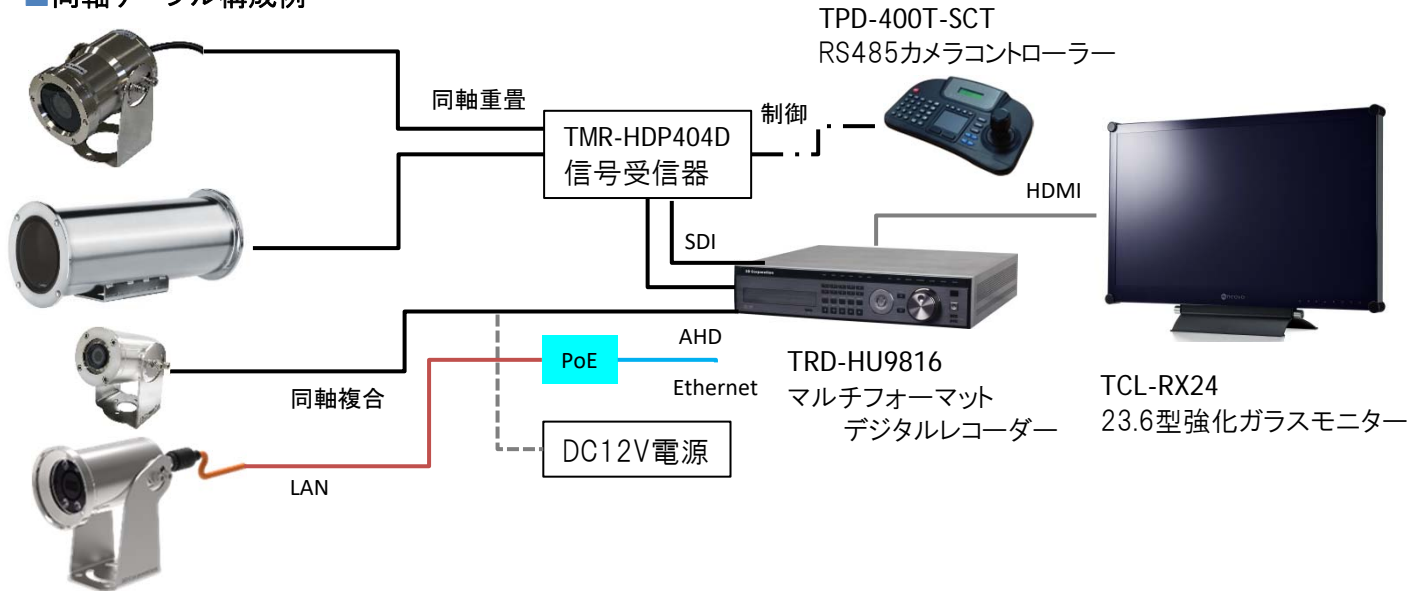 ■同軸ケーブル構成例
TPD-400T-SCT
RS485カメラコントローラー
同軸重畳
TMR-HDP404D
信号受信器
制御
HDMI
SDI
AHD
PoE
Ethernet
同軸複合
DC12V電源
LAN
TRD-HU9816
マルチフォーマット
デジタルレコーダー
TCL-RX24
23.6型強化ガラスモニター